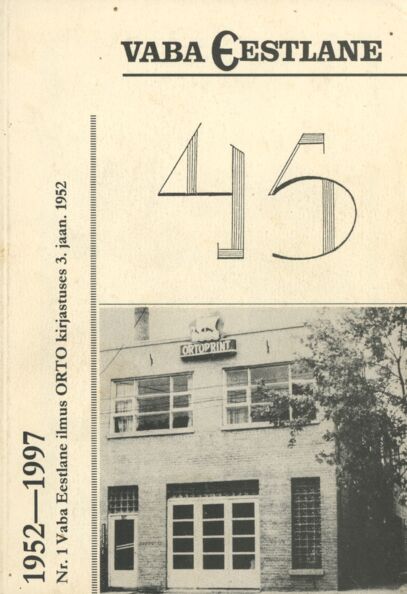 VABA EESTLANE
45
1952—1997
Nr. 1 Vaba Eestlane ilmus ORTO kirjastuses 3. jaan. 1952
ORTOPRINT